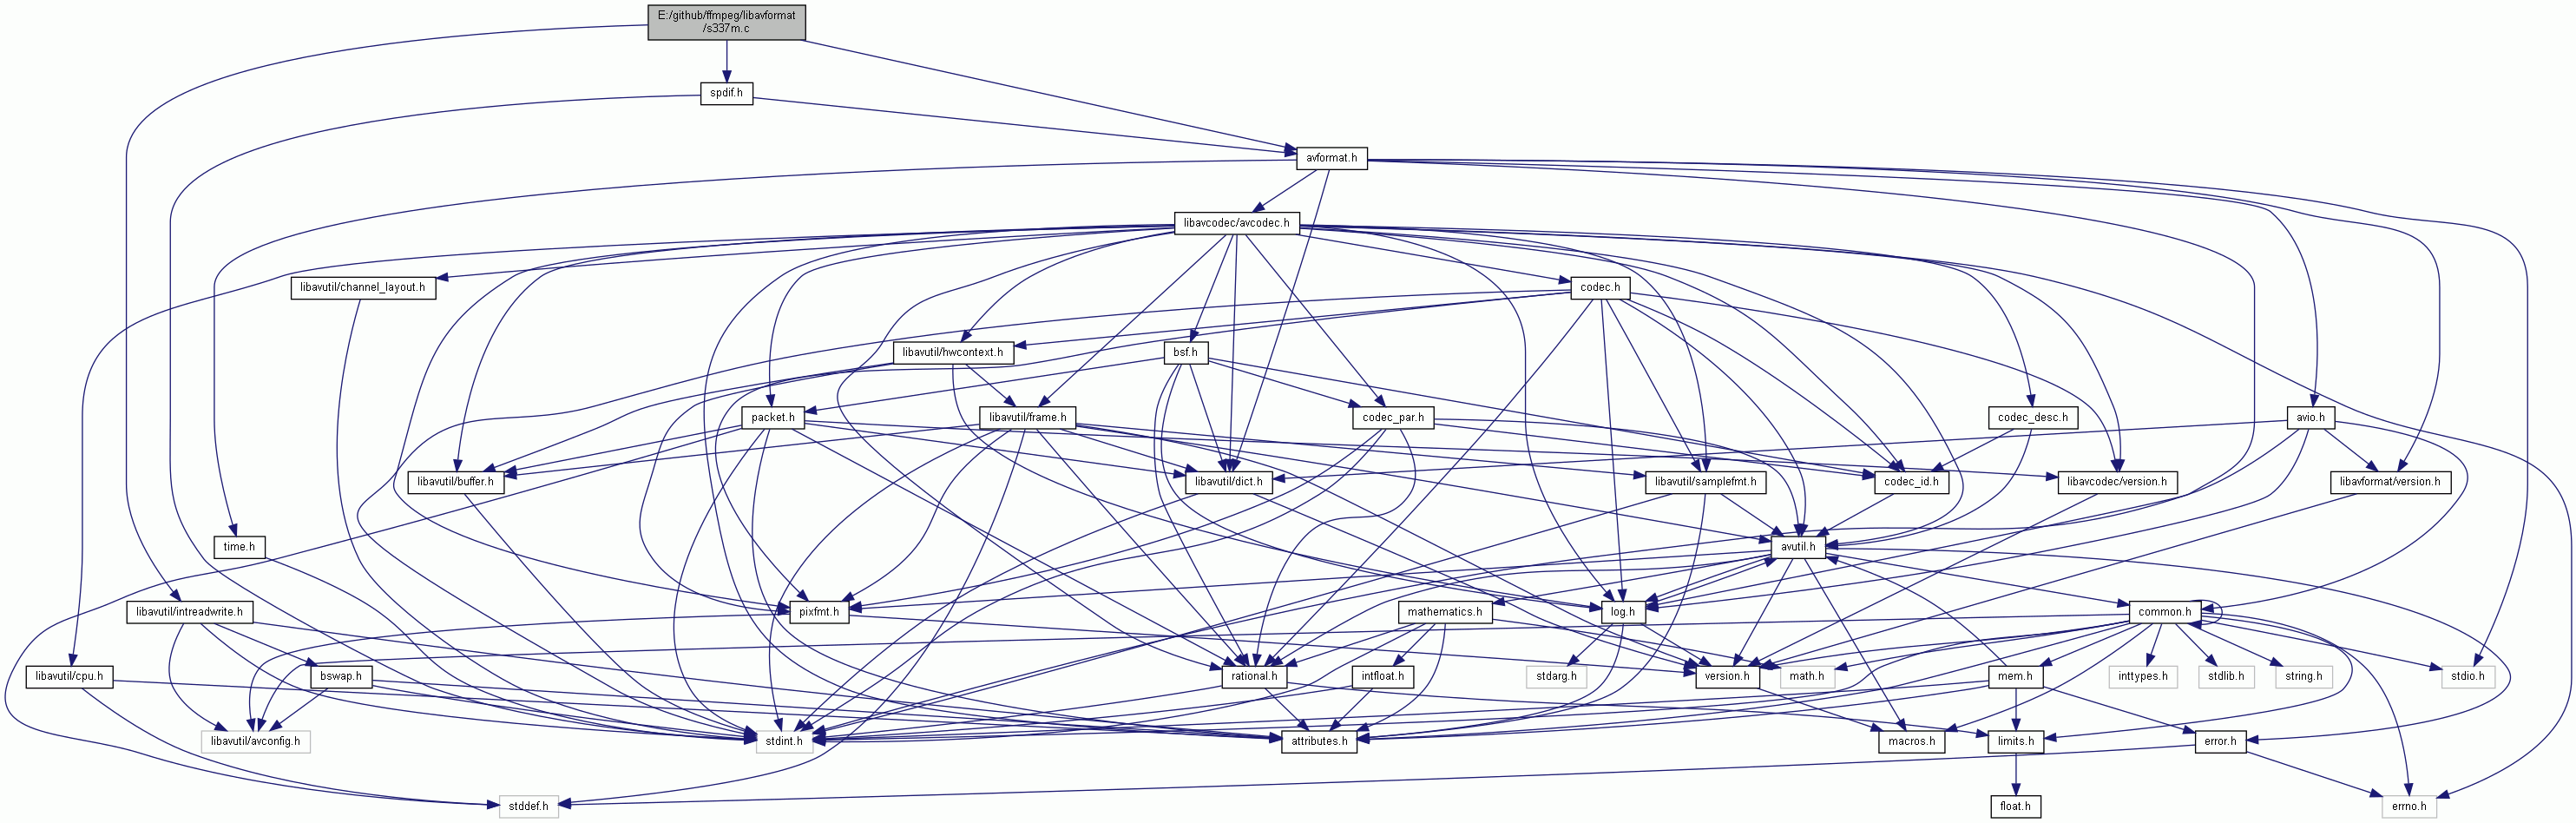 E:/github/ffmpeg/libavformat
/s337m.c
spdif.h
avformat.h
libavcodec/avcodec.h
libavutil/channel_layout.h
codec.h
libavutil/hwcontext.h
bsf.h
packet.h
libavutil/frame.h
codec_par.h
codec_desc.h
avio.h
libavutil/buffer.h
libavutil/dict.h
libavutil/samplefmt.h
codec_id.h
libavcodec/version.h
libavformat/version.h
time.h
avutil.h
libavutil/intreadwrite.h
pixfmt.h
mathematics.h
log.h
common.h
libavutil/cpu.h
bswap.h
rational.h
intfloat.h
stdarg.h
version.h
math.h
mem.h
inttypes.h
stdlib.h
string.h
stdio.h
libavutil/avconfig.h
stdint.h
attributes.h
macros.h
limits.h
error.h
stddef.h
float.h
errno.h